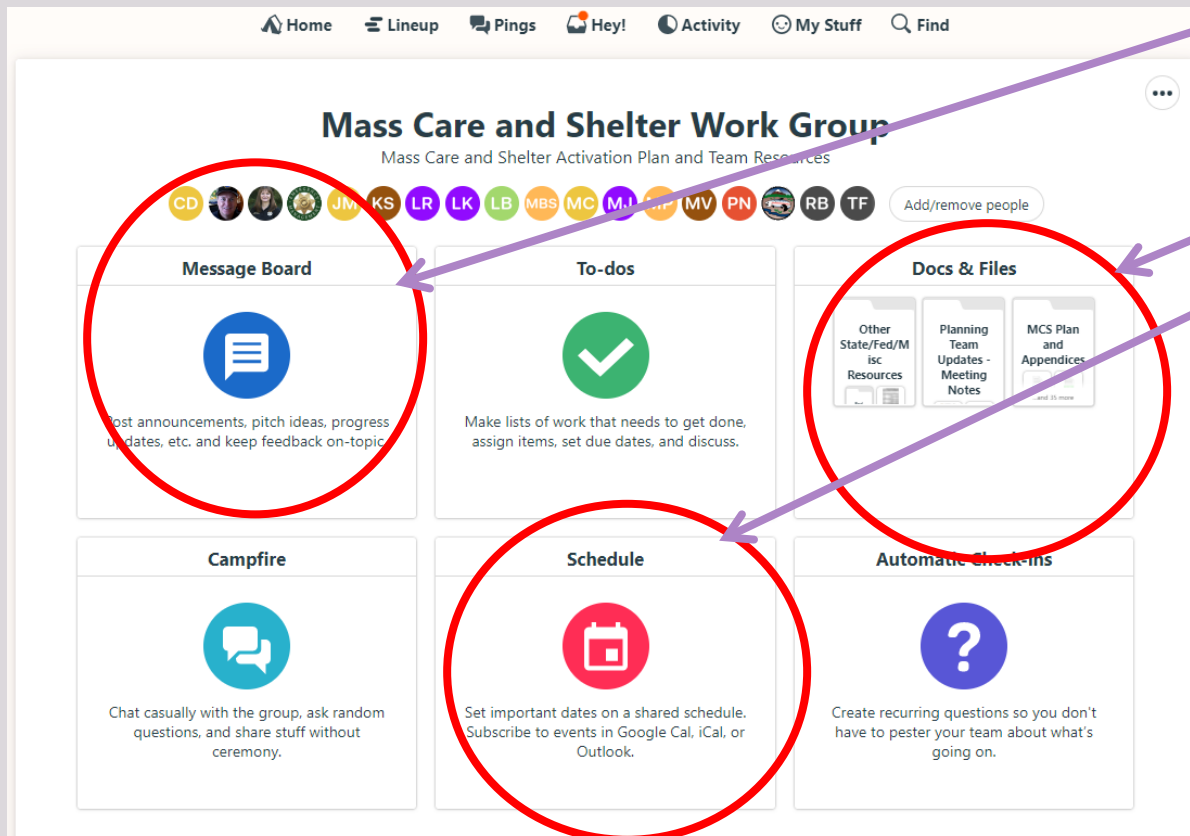 Home Lineup Pings Hey! Activity My Stuff Find
Mass Care and Shelter Work Group
Mass Care and Shelter Activation Plan and Team Resources
CD JM KS LR LK LB MBS MC MJ MP MV PN RB TF Add/remove people
Message Board
Post announcements, pitch ideas, progress
updates, etc. and keep feedback on-topic.
To-dos
Make lists of work that needs to get done,
assign items, set due dates, and discuss.
Docs & Files
Other
State/Fed/M
isc
Resources
Planning
Team
Updates -
Meeting
Notes
MCS Plan
and
Appendices
...and 35 more
Campfire
Chat casually with the group, ask random
questions, and share stuff without
ceremony.
Schedule
Set important dates on a shared schedule.
Subscribe to events in Google Cal, iCal, or
Outlook.
Automatic Check-ins
?
Create recurring questions so you don't
have to pester your team about what's
going on.